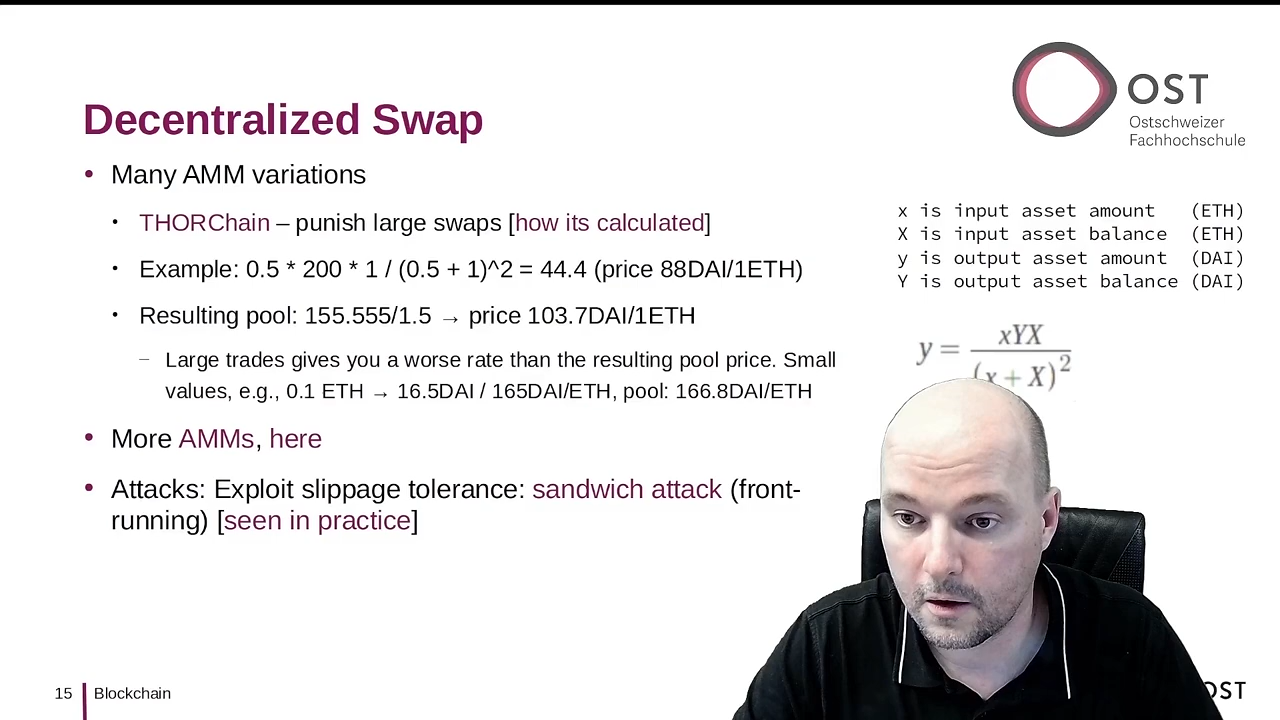 OST
Ostschweizer
Fachhochschule
Decentralized Swap
• Many AMM variations
• THORChain – punish large swaps [how its calculated]
• Example: 0.5 * 200 * 1 / (0.5 + 1)^2 = 44.4 (price 88DAI/1ETH)
• Resulting pool: 155.555/1.5 → price 103.7DAI/1ETH
– Large trades gives you a worse rate than the resulting pool price. Small
values, e.g., 0.1 ETH → 16.5DAI / 165DAI/ETH, pool: 166.8DAI/ETH
• More AMMs, here
• Attacks: Exploit slippage tolerance: sandwich attack (front-
running) [seen in practice]
x is input asset amount (ETH)
X is input asset balance (ETH)
y is output asset amount (DAI)
Y is output asset balance (DAI)
y = xYX / (x + X)²
15 Blockchain
OST